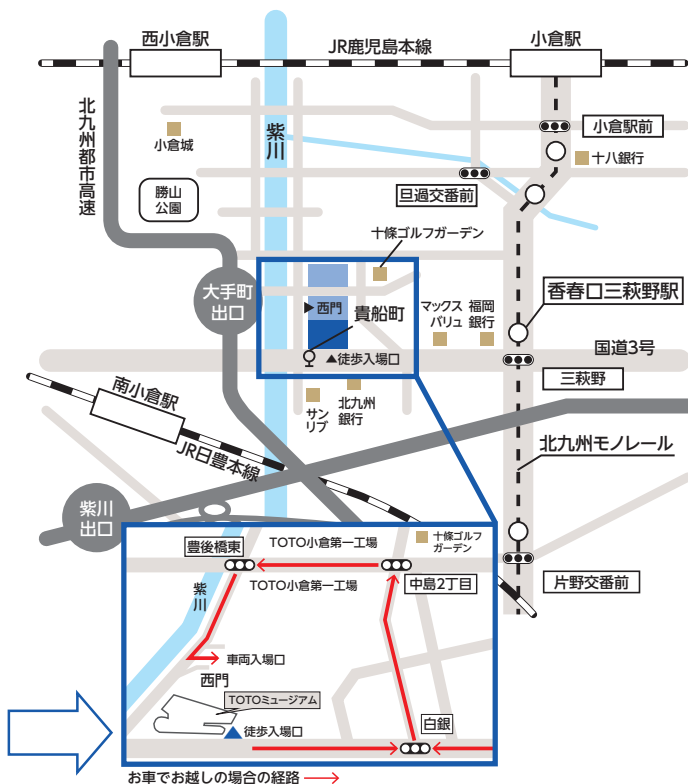 西小倉駅
JR鹿児島本線
小倉駅
北九州都市高速
小倉城
紫川
小倉駅前
十八銀行
旦過交番前
勝山
公園
十條ゴルフガーデン
大手町
出口
西門
貴船町
マックス
バリュ
福岡
銀行
香春口三萩野駅
徒歩入場口
国道3号
三萩野
南小倉駅
サン
リブ
北九州
銀行
JR日豊本線
北九州モノレール
紫川
出口
豊後橋東
TOTO小倉第一工場
十條ゴルフ
ガーデン
TOTO小倉第一工場
中島2丁目
片野交番前
紫川
車両入場口
西門
TOTOミュージアム
徒歩入場口
白銀
お車でお越しの場合の経路